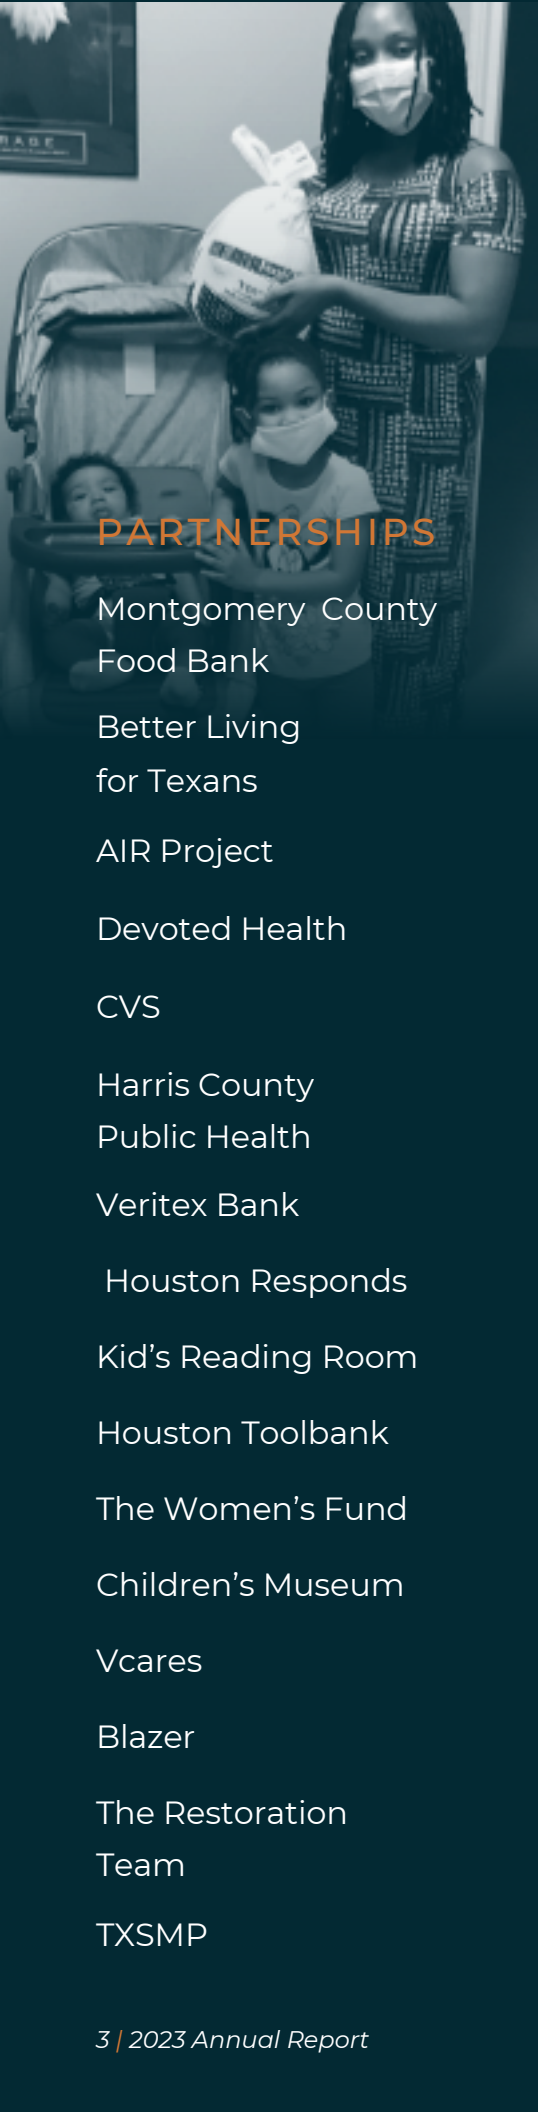 RAGE
PARTNERSHIPS
Montgomery County
Food Bank
Better Living
for Texans
AIR Project
Devoted Health
CVS
Harris County
Public Health
Veritex Bank
Houston Responds
Kid’s Reading Room
Houston Toolbank
The Women’s Fund
Children’s Museum
Vcares
Blazer
The Restoration
Team
TXSMP
3 | 2023 Annual Report